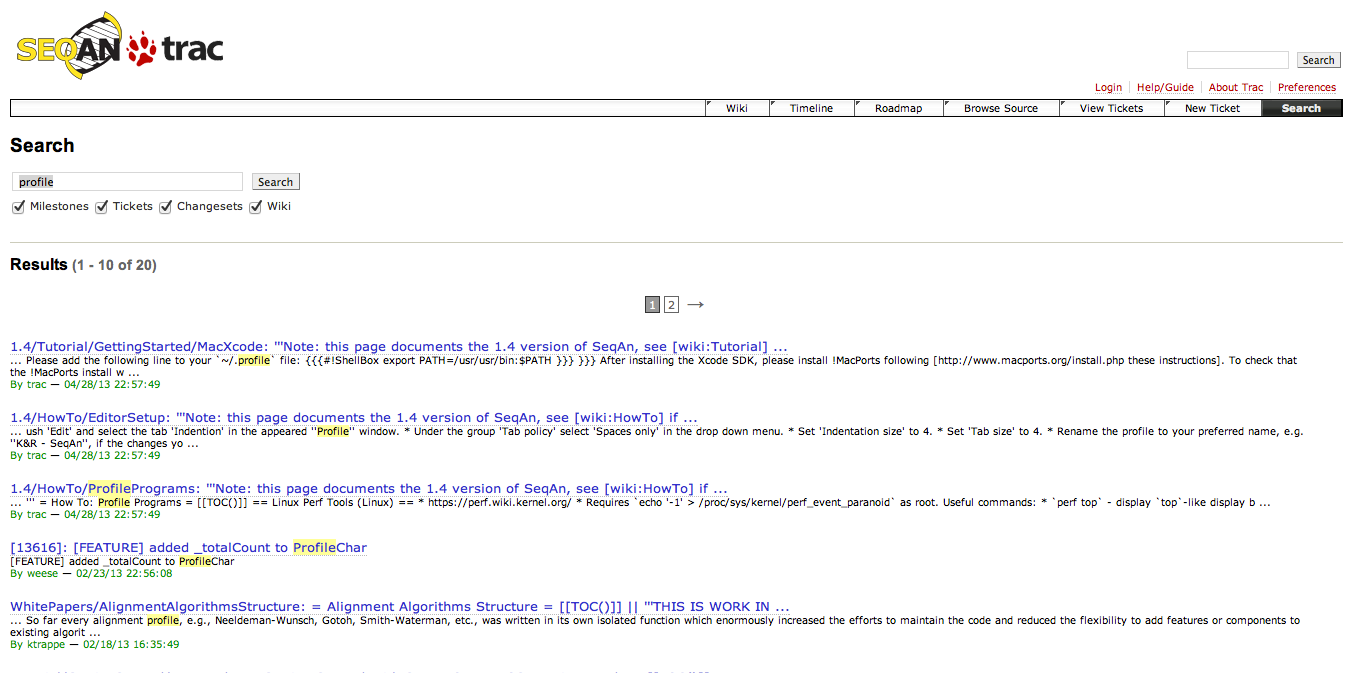 SEQAN trac
Search
Login Help/Guide About Trac Preferences
Wiki Timeline Roadmap Browse Source View Tickets New Ticket Search
Search
profile Search
Milestones Tickets Changesets Wiki
Results (1 - 10 of 20)
1 2 →
1.4/Tutorial/GettingStarted/MacXcode: '''Note: this page documents the 1.4 version of SeqAn, see [wiki:Tutorial] ...
... Please add the following line to your `~/.profile` file: {{{#!ShellBox export PATH=/usr/usr/bin:$PATH }}} }}} After installing the Xcode SDK, please install !MacPorts following [http://www.macports.org/install.php these instructions]. To check that
the !MacPorts install w ...
By trac — 04/28/13 22:57:49
1.4/HowTo/EditorSetup: '''Note: this page documents the 1.4 version of SeqAn, see [wiki:HowTo] if ...
... ush 'Edit' and select the tab 'Indention' in the appeared ''Profile'' window. * Under the group 'Tab policy' select 'Spaces only' in the drop down menu. * Set 'Indentation size' to 4. * Set 'Tab size' to 4. * Rename the profile to your preferred name, e.g.
''K&R - SeqAn'', if the changes yo ...
By trac — 04/28/13 22:57:49
1.4/HowTo/ProfilePrograms: '''Note: this page documents the 1.4 version of SeqAn, see [wiki:HowTo] if ...
... ''' = How To: Profile Programs = [[TOC()]] == Linux Perf Tools (Linux) == * https://perf.wiki.kernel.org/ * Requires `echo '-1' > /proc/sys/kernel/perf_event_paranoid` as root. Useful commands: * `perf top` - display `top`-like display b ...
By trac — 04/28/13 22:57:49
[13616]: [FEATURE] added _totalCount to ProfileChar
[FEATURE] added _totalCount to ProfileChar
By weese — 02/23/13 22:56:08
WhitePapers/AlignmentAlgorithmsStructure: = Alignment Algorithms Structure = [[TOC()]] || '''THIS IS WORK IN ...
... So far every alignment profile, e.g., Neeldeman-Wunsch, Gotoh, Smith-Waterman, etc., was written in its own isolated function which enormously increased the efforts to maintain the code and reduced the flexibility to add features or components to
existing algorit ...
By ktrappe — 02/18/13 16:35:49